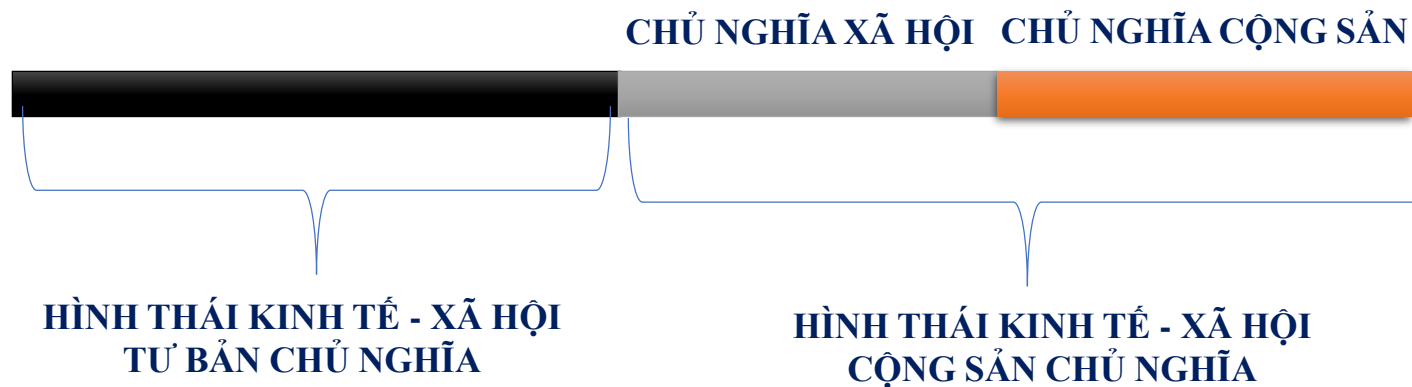 CHỦ NGHĨA XÃ HỘI CHỦ NGHĨA CỘNG SẢN
HÌNH THÁI KINH TẾ - XÃ HỘI
TƯ BẢN CHỦ NGHĨA
HÌNH THÁI KINH TẾ - XÃ HỘI
CỘNG SẢN CHỦ NGHĨA